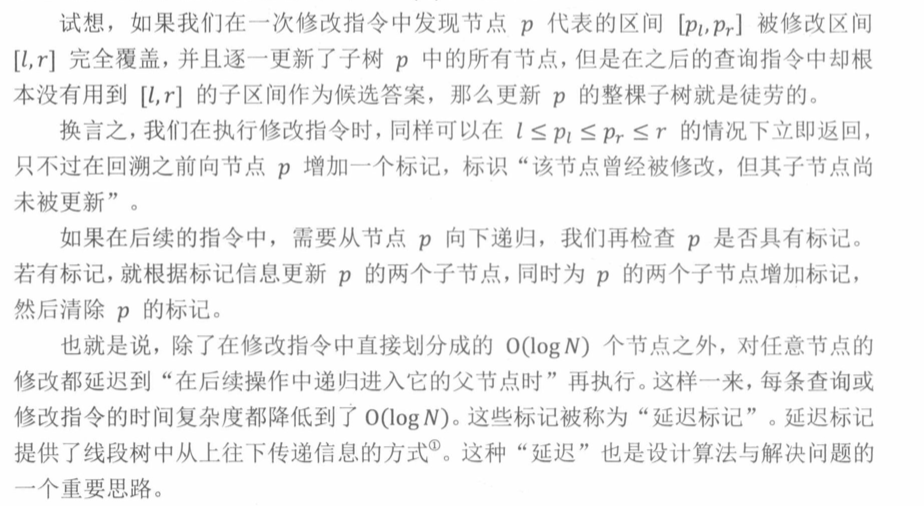 试想，如果我们在一次修改指令中发现节点 p 代表的区间 [pₗ,pᵣ] 被修改区间
[l,r] 完全覆盖，并且逐一更新了子树 p 中的所有节点，但是在之后的查询指令中却根
本没有用到 [l,r] 的子区间作为候选答案，那么更新 p 的整棵子树就是徒劳的。
换言之，我们在执行修改指令时，同样可以在 l ≤ pₗ ≤ pᵣ ≤ r 的情况下立即返回，
只不过在回溯之前向节点 p 增加一个标记，标识“该节点曾经被修改，但其子节点尚
未被更新”。
如果在后续的指令中，需要从节点 p 向下递归，我们再检查 p 是否具有标记。
若有标记，就根据标记信息更新 p 的两个子节点，同时为 p 的两个子节点增加标记，
然后清除 p 的标记。
也就是说，除了在修改指令中直接划分成的 O(log N) 个节点之外，对任意节点的
修改都延迟到“在后续操作中递归进入它的父节点时”再执行。这样一来，每条查询或
修改指令的时间复杂度都降低到了 O(log N)。这些标记被称为“延迟标记”。延迟标记
提供了线段树中从上往下传递信息的方式①。这种“延迟”也是设计算法与解决问题的
一个重要思路。